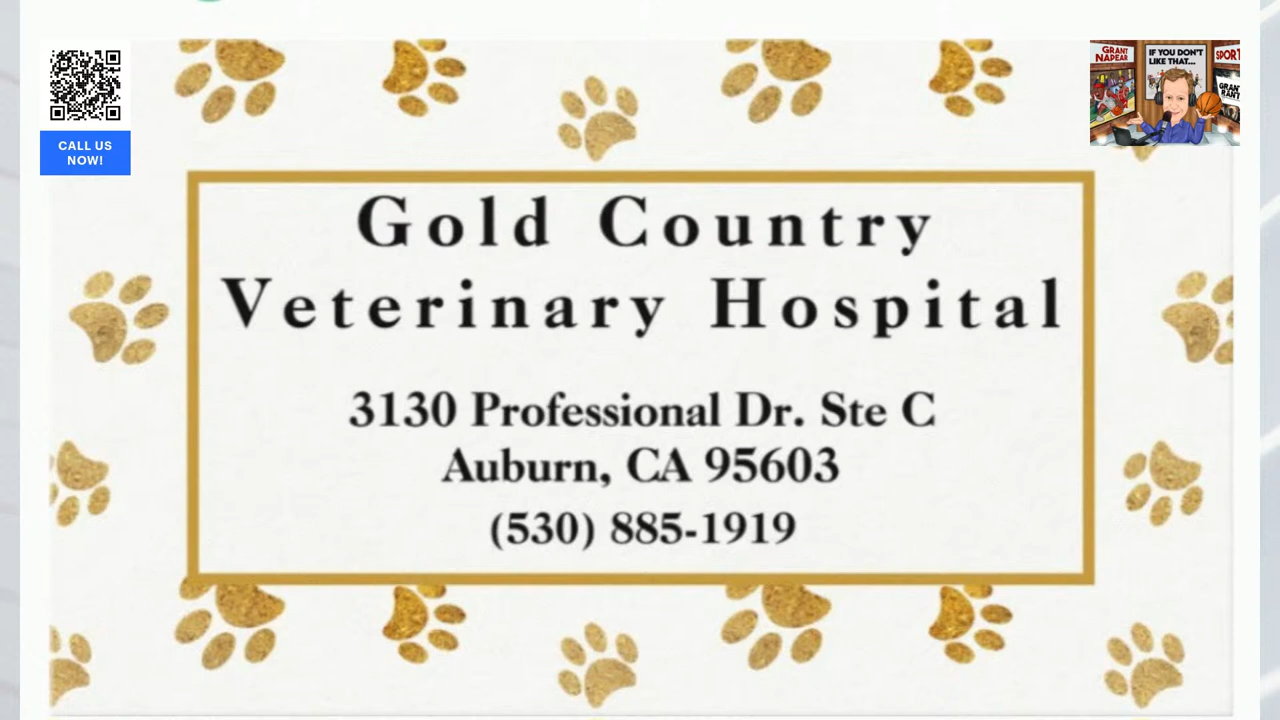 CALL US
NOW!
GRANT
NAPEAR
IF YOU DON'T
LIKE THAT...
Gold Country
Veterinary Hospital
3130 Professional Dr. Ste C
Auburn, CA 95603
(530) 885-1919